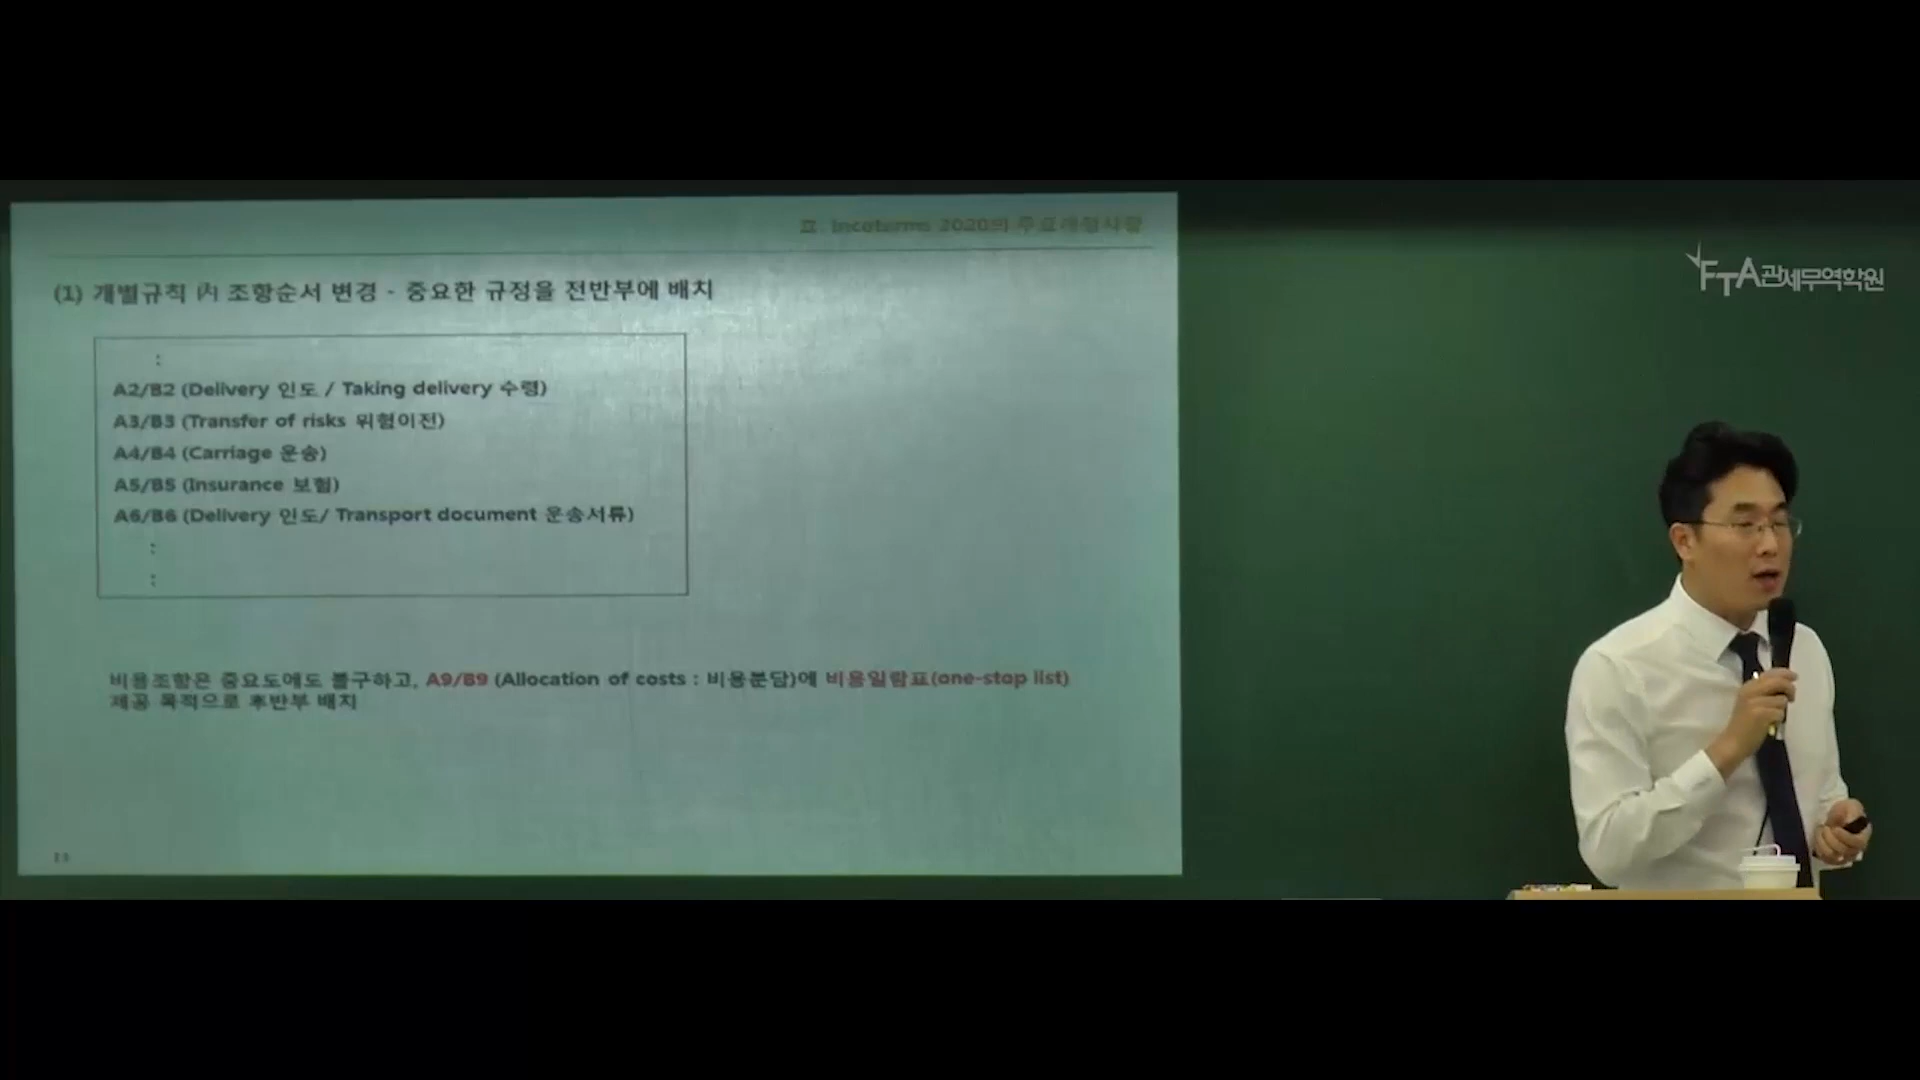 Ⅱ. Incoterms 2020의 주요개정사항
FTA관세무역학원
(1) 개별규칙 內 조항순서 변경 - 중요한 규정을 전반부에 배치
:
A2/B2 (Delivery 인도 / Taking delivery 수령)
A3/B3 (Transfer of risks 위험이전)
A4/B4 (Carriage 운송)
A5/B5 (Insurance 보험)
A6/B6 (Delivery 인도/ Transport document 운송서류)
:
:
비용조항은 중요도에도 불구하고, A9/B9 (Allocation of costs : 비용분담)에 비용일람표(one-stop list)
제공 목적으로 후반부 배치